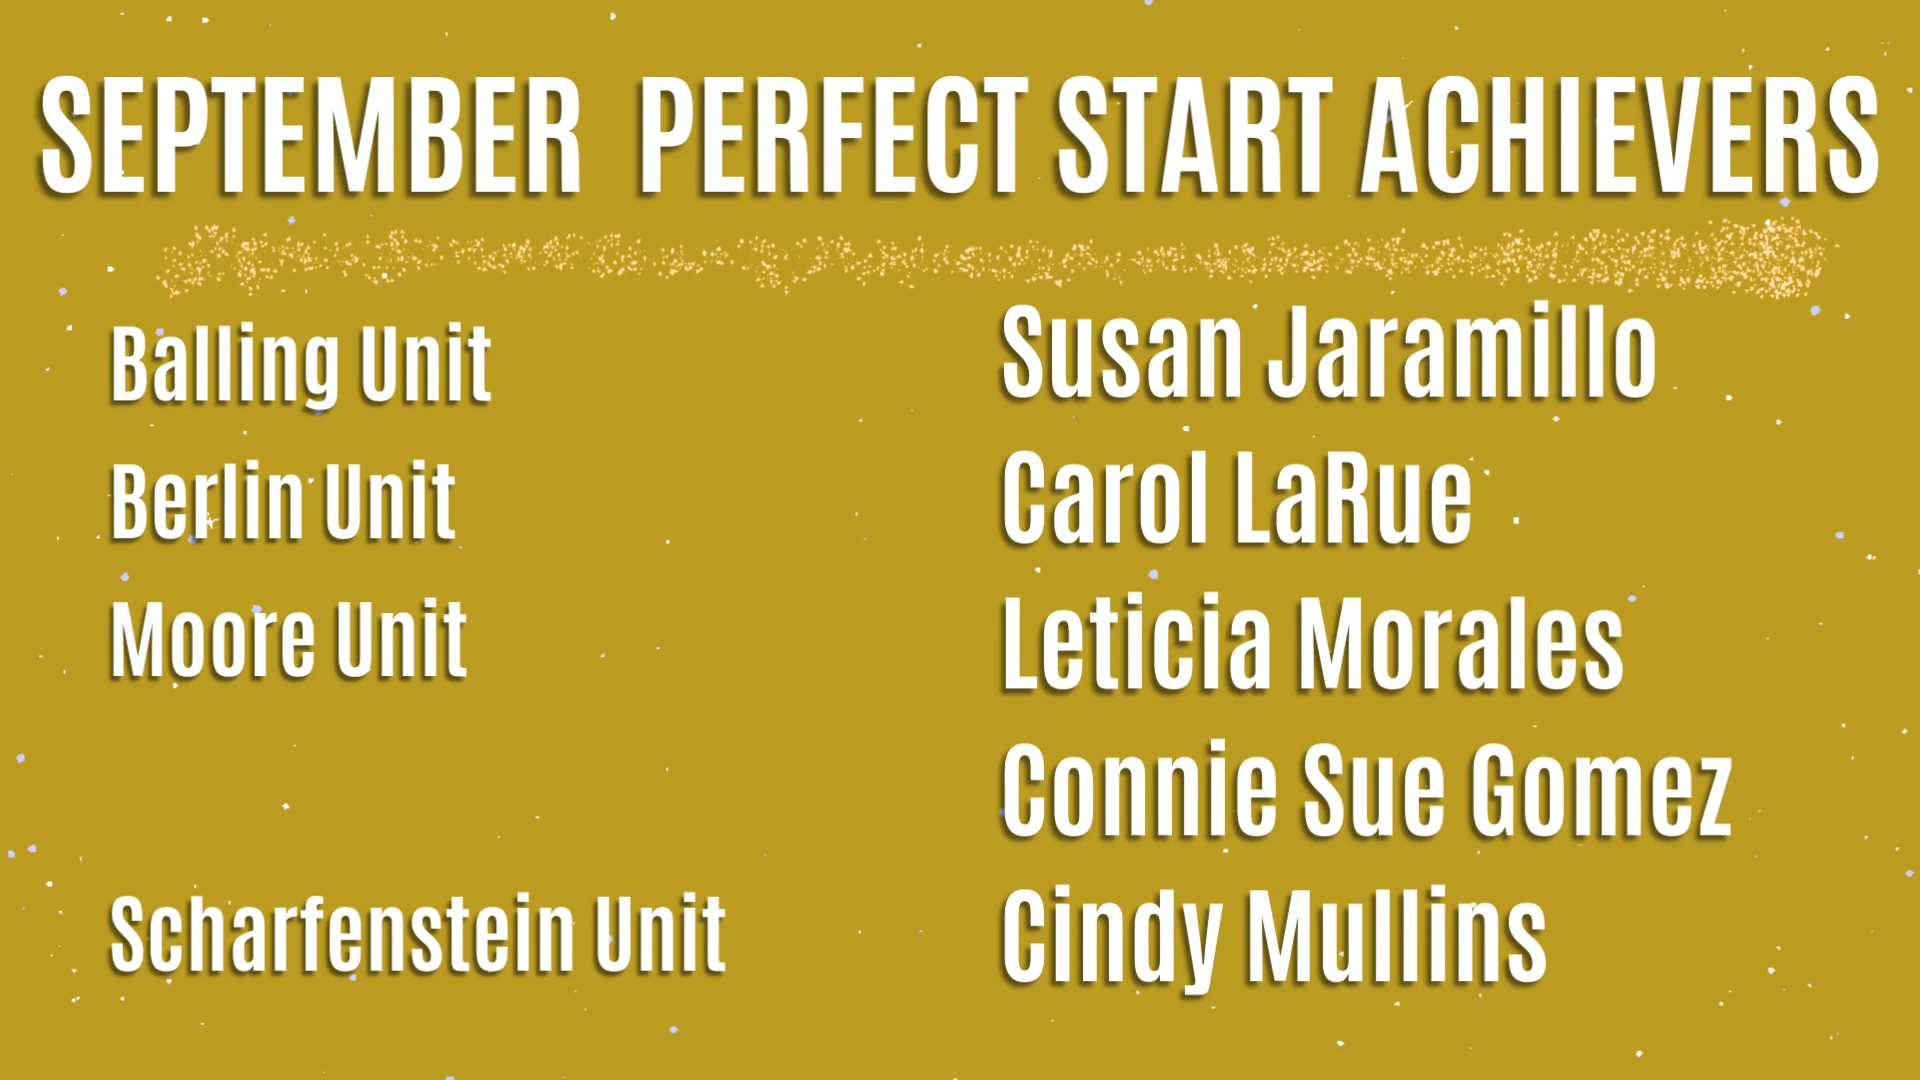 SEPTEMBER PERFECT START ACHIEVERS
Balling Unit
Susan Jaramillo
Berlin Unit
Carol LaRue
Moore Unit
Leticia Morales
Connie Sue Gomez
Scharfenstein Unit
Cindy Mullins